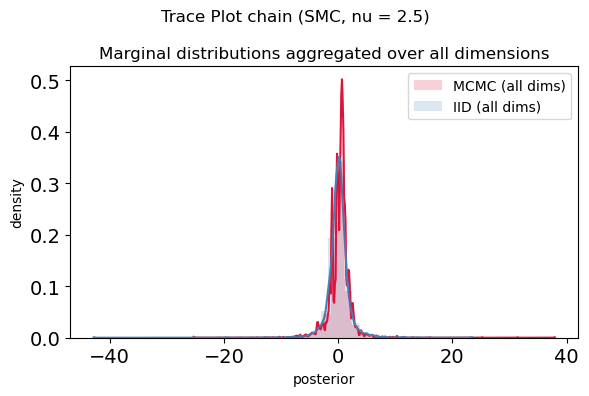 Trace Plot chain (SMC, nu = 2.5)
Marginal distributions aggregated over all dimensions
MCMC (all dims)
IID (all dims)
density
0.5
0.4
0.3
0.2
0.1
0.0
−40
−20
0
20
40
posterior